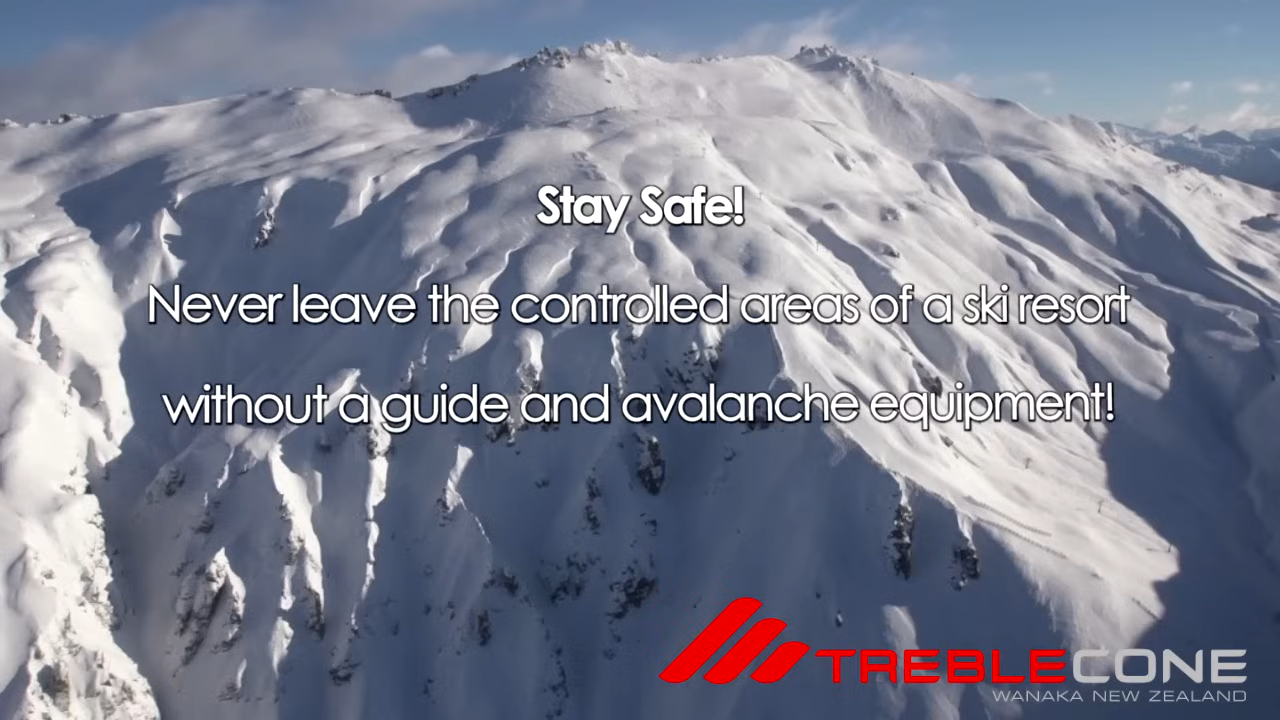 Stay Safe!
Never leave the controlled areas of a ski resort
without a guide and avalanche equipment!
TREBLECONE
WANAKA NEW ZEALAND